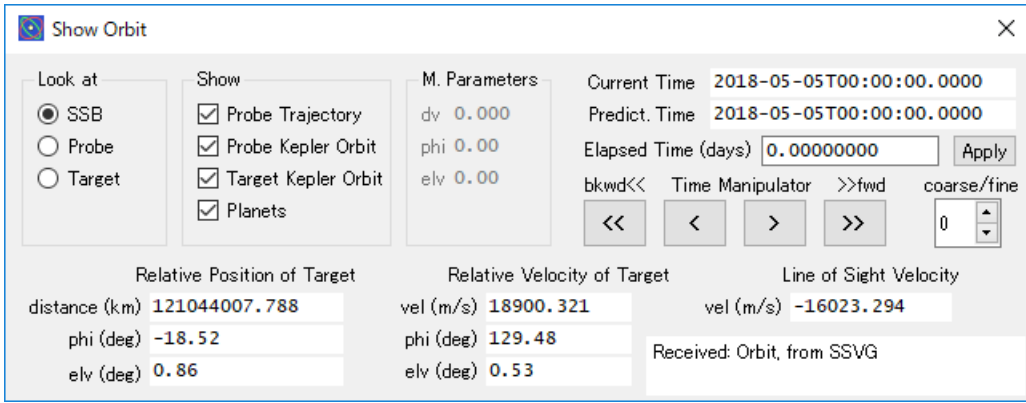 Show Orbit
Look at
SSB
Probe
Target
Show
Probe Trajectory
Probe Kepler Orbit
Target Kepler Orbit
Planets
M. Parameters
dv 0.000
phi 0.00
elv 0.00
Current Time 2018-05-05T00:00:00.0000
Predict. Time 2018-05-05T00:00:00.0000
Elapsed Time (days) 0.00000000 Apply
bkwd<< Time Manipulator >>fwd coarse/fine
<< < > >> 0
Relative Position of Target
distance (km) 121044007.788
phi (deg) -18.52
elv (deg) 0.86
Relative Velocity of Target
vel (m/s) 18900.321
phi (deg) 129.48
elv (deg) 0.53
Line of Sight Velocity
vel (m/s) -16023.294
Received: Orbit, from SSVG